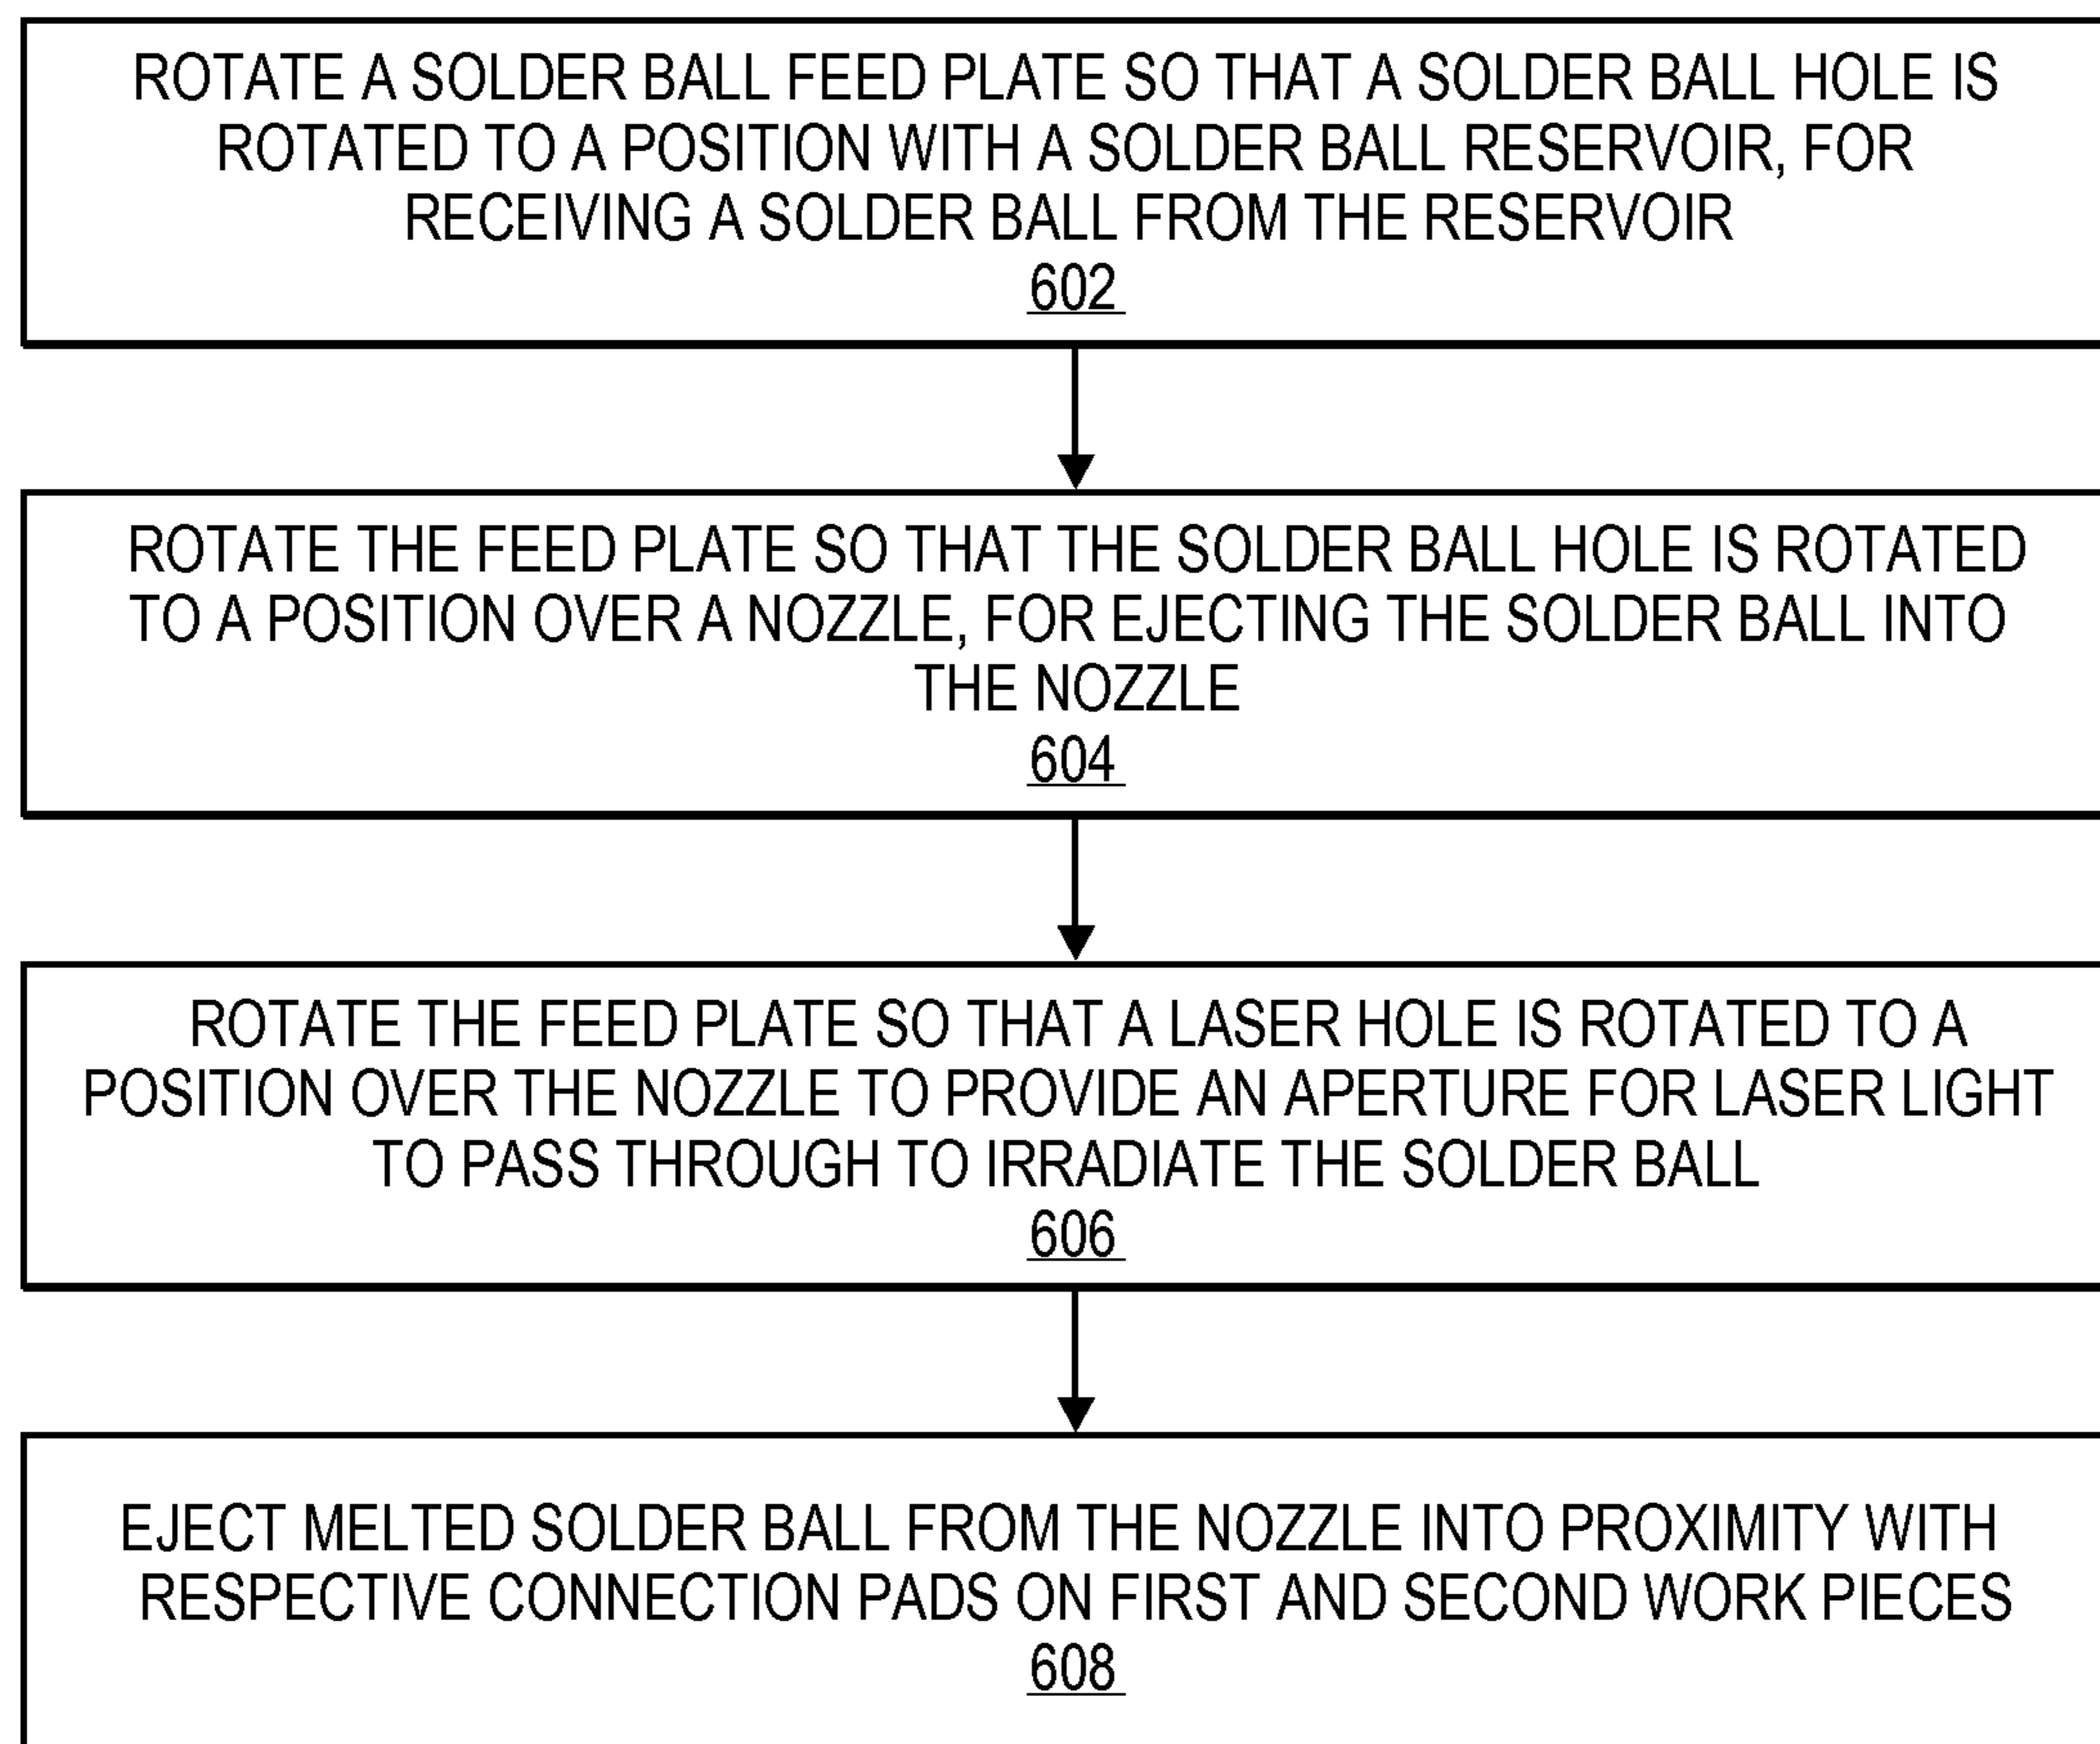 ROTATE A SOLDER BALL FEED PLATE SO THAT A SOLDER BALL HOLE IS
ROTATED TO A POSITION WITH A SOLDER BALL RESERVOIR, FOR
RECEIVING A SOLDER BALL FROM THE RESERVOIR
602
ROTATE THE FEED PLATE SO THAT THE SOLDER BALL HOLE IS ROTATED
TO A POSITION OVER A NOZZLE, FOR EJECTING THE SOLDER BALL INTO
THE NOZZLE
604
ROTATE THE FEED PLATE SO THAT A LASER HOLE IS ROTATED TO A
POSITION OVER THE NOZZLE TO PROVIDE AN APERTURE FOR LASER LIGHT
TO PASS THROUGH TO IRRADIATE THE SOLDER BALL
606
EJECT MELTED SOLDER BALL FROM THE NOZZLE INTO PROXIMITY WITH
RESPECTIVE CONNECTION PADS ON FIRST AND SECOND WORK PIECES
608